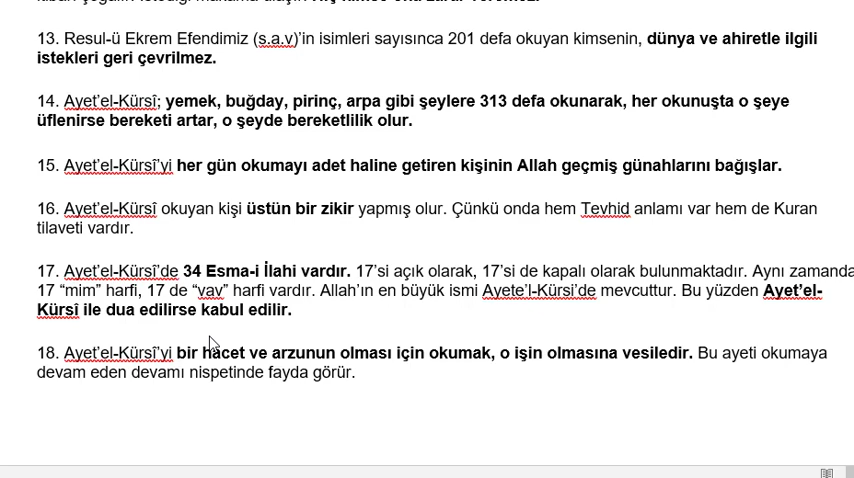 13. Resul-ü Ekrem Efendimiz (s.a.v)'in isimleri sayısınca 201 defa okuyan kimsenin, dünya ve ahiretle ilgili
istekleri geri çevrilmez.
14. Ayet'el-Kürsî; yemek, buğday, pirinç, arpa gibi şeylere 313 defa okunarak, her okunuşta o şeye
üflenirse bereketi artar, o şeyde bereketlilik olur.
15. Ayet'el-Kürsî'yi her gün okumayı adet haline getiren kişinin Allah geçmiş günahlarını bağışlar.
16. Ayet'el-Kürsî okuyan kişi üstün bir zikir yapmış olur. Çünkü onda hem Tevhid anlamı var hem de Kuran
tilaveti vardır.
17. Ayet'el-Kürsî'de 34 Esma-i İlahi vardır. 17'si açık olarak, 17'si de kapalı olarak bulunmaktadır. Aynı zamanda
17 “mim” harfi, 17 de “vav” harfi vardır. Allah'ın en büyük ismi Ayete'l-Kürsi'de mevcuttur. Bu yüzden Ayet'el-
Kürsî ile dua edilirse kabul edilir.
18. Ayet'el-Kürsî'yi bir hacet ve arzunun olması için okumak, o işin olmasına vesiledir. Bu ayeti okumaya
devam eden devamı nispetinde fayda görür.